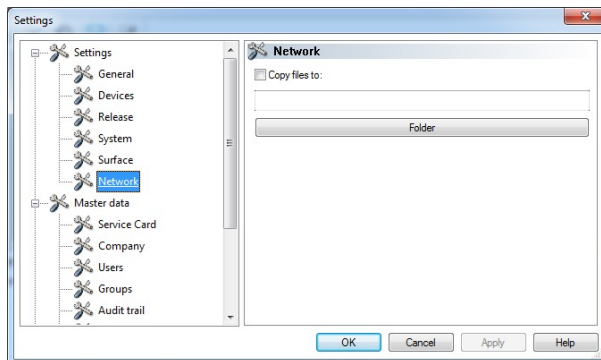 Settings
Settings
General
Devices
Release
System
Surface
Network
Master data
Service Card
Company
Users
Groups
Audit trail
Network
Copy files to:
Folder
OK
Cancel
Apply
Help